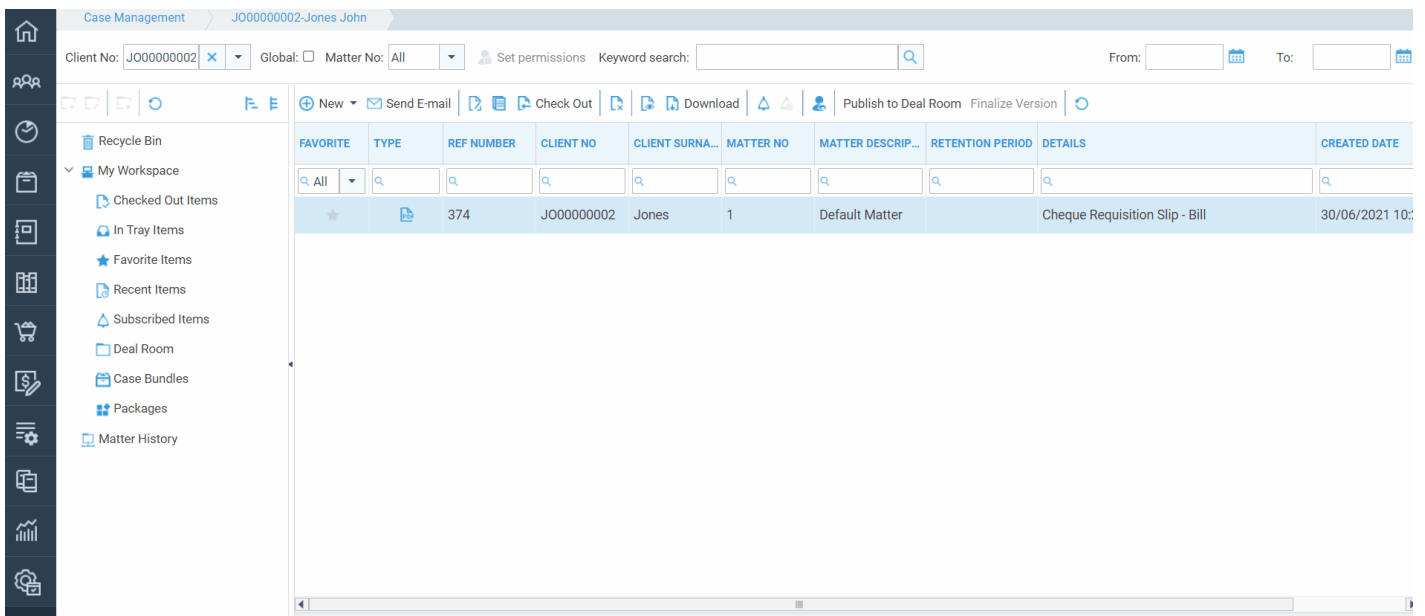 Case Management JO00000002-Jones John
Client No: JO00000002 Global: Matter No: All Set permissions Keyword search: From: To:
New Send E-mail Check Out Download Publish to Deal Room Finalize Version
Recycle Bin
My Workspace
Checked Out Items
In Tray Items
Favorite Items
Recent Items
Subscribed Items
Deal Room
Case Bundles
Packages
Matter History
FAVORITE TYPE REF NUMBER CLIENT NO CLIENT SURNA... MATTER NO MATTER DESCRIP... RETENTION PERIOD DETAILS CREATED DATE
All
PDF 374 JO00000002 Jones 1 Default Matter Cheque Requisition Slip - Bill 30/06/2021 10: